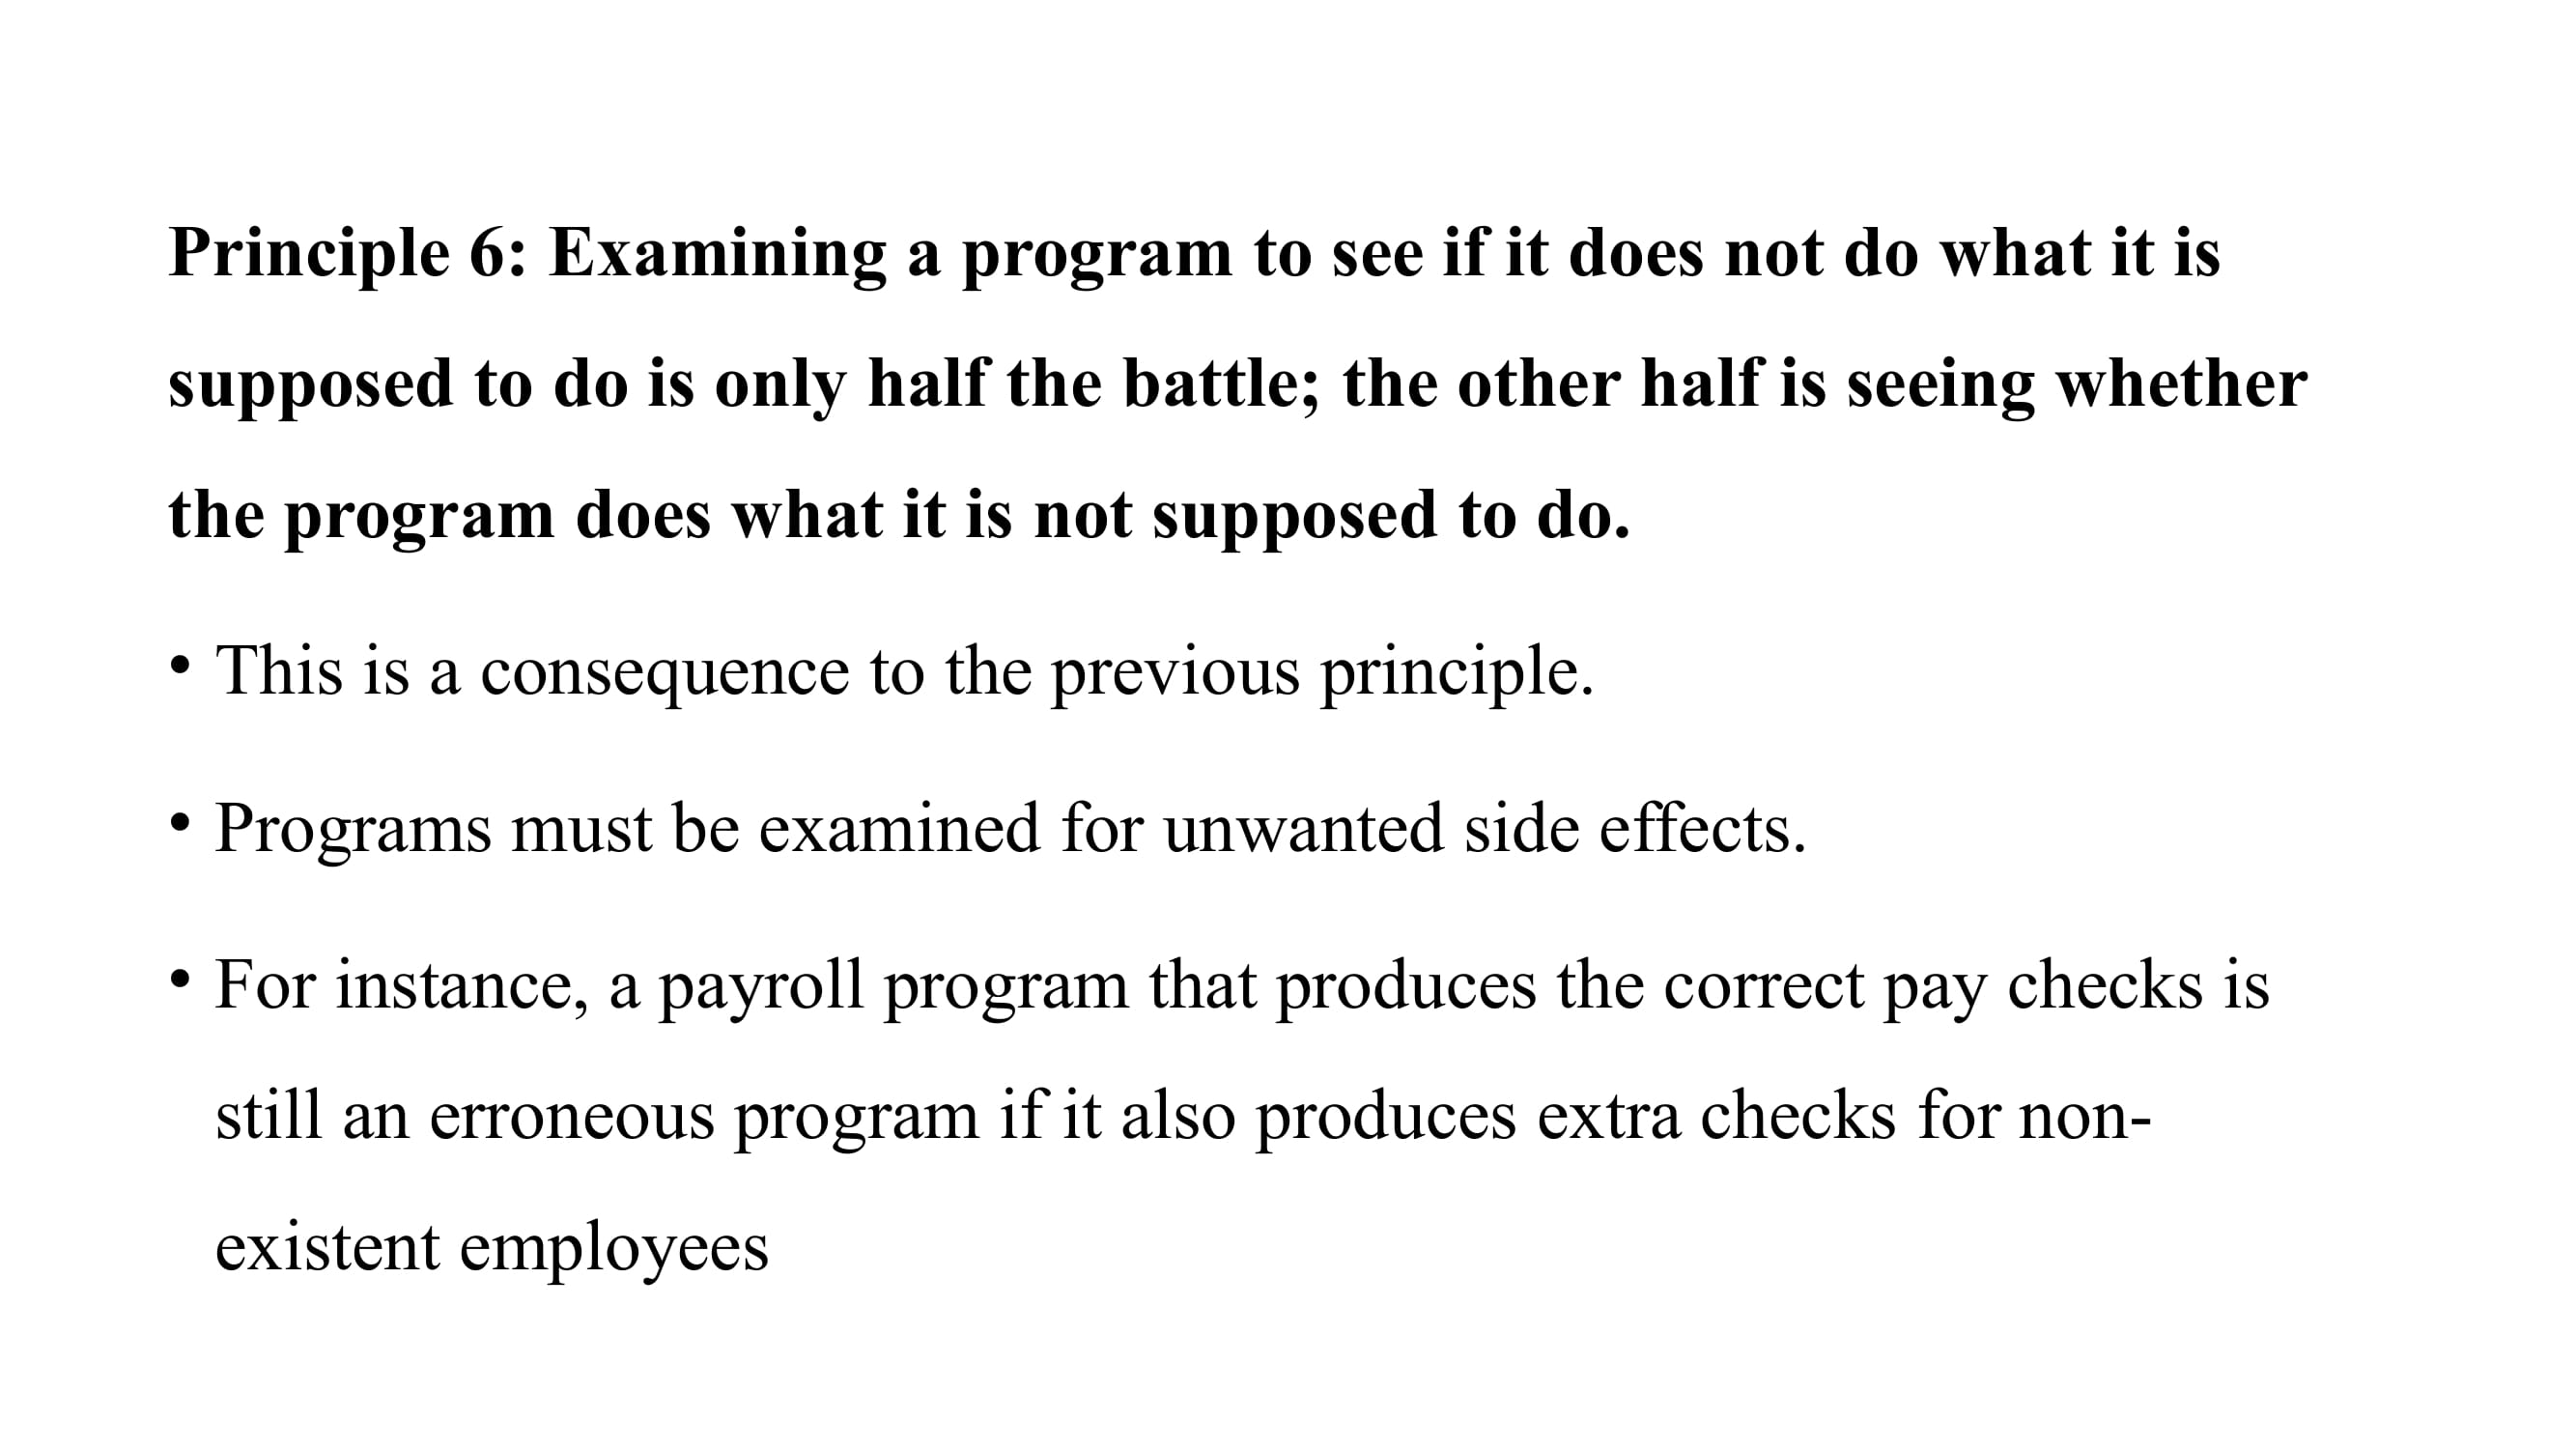 Principle 6: Examining a program to see if it does not do what it is
supposed to do is only half the battle; the other half is seeing whether
the program does what it is not supposed to do.
• This is a consequence to the previous principle.
• Programs must be examined for unwanted side effects.
• For instance, a payroll program that produces the correct pay checks is
still an erroneous program if it also produces extra checks for non-
existent employees